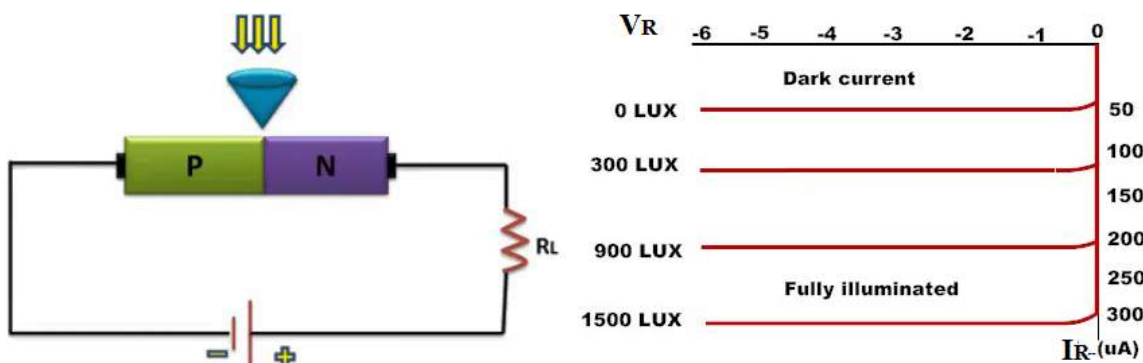 P N
RL
− +
VR -6 -5 -4 -3 -2 -1 0
Dark current
0 LUX 50
300 LUX 100
150
900 LUX 200
250
Fully illuminated
1500 LUX 300
IR- (uA)